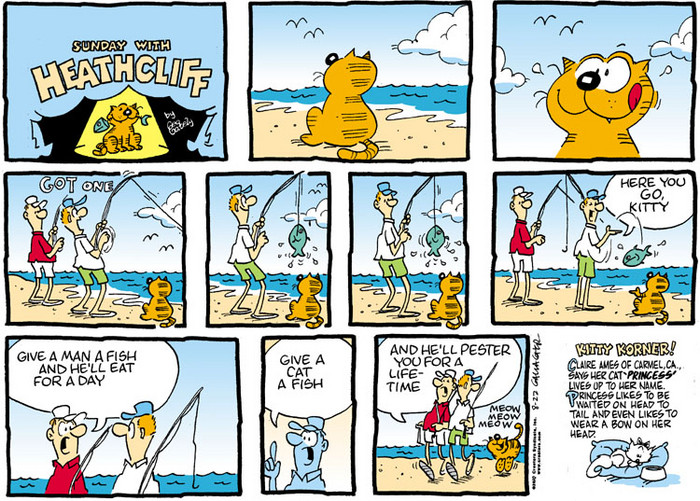 SUNDAY WITH
HEATHCLIFF
by
GOT ONE
HERE YOU
GO,
KITTY
GIVE A MAN A FISH
AND HE'LL EAT
FOR A DAY
GIVE A
CAT
A FISH
AND HE'LL PESTER
YOU FOR A
LIFE-
TIME
MEOW
MEOW
MEOW
8-22 GALLAGHER
KITTY KORNER!
CLAIRE AMES OF CARMEL, CA.,
SAYS HER CAT "PRINCESS"
LIVES UP TO HER NAME.
PRINCESS LIKES TO BE
WAITED ON HEAD TO
TAIL AND EVEN LIKES TO
WEAR A BOW ON HER
HEAD.